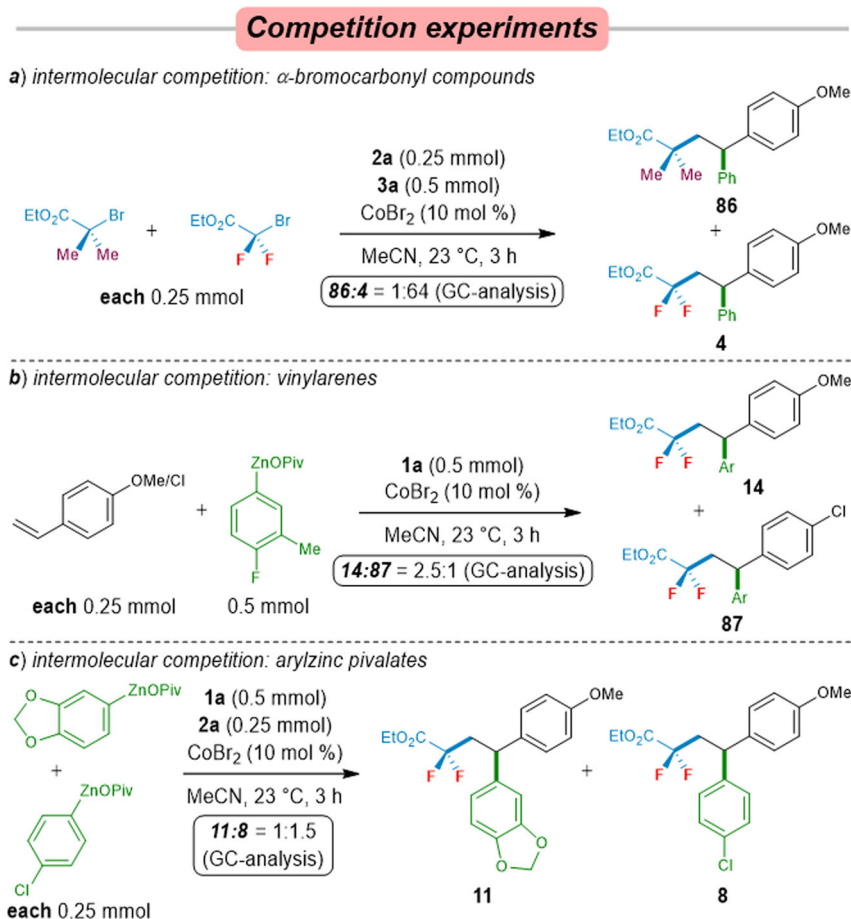 Competition experiments
a) intermolecular competition: α-bromocarbonyl compounds
EtO₂C
Br
Me
Me
+
EtO₂C
Br
F
F
each 0.25 mmol
2a (0.25 mmol)
3a (0.5 mmol)
CoBr₂ (10 mol %)
MeCN, 23 °C, 3 h
86:4 = 1:64 (GC-analysis)
OMe
EtO₂C
Me
Me
Ph
86
+
OMe
EtO₂C
F
F
Ph
4
b) intermolecular competition: vinylarenes
OMe/Cl
+
ZnOPiv
Me
F
each 0.25 mmol
0.5 mmol
1a (0.5 mmol)
CoBr₂ (10 mol %)
MeCN, 23 °C, 3 h
14:87 = 2.5:1 (GC-analysis)
OMe
EtO₂C
F
F
Ar
14
+
Cl
EtO₂C
F
F
Ar
87
c) intermolecular competition: arylzinc pivalates
ZnOPiv
O
O
+
ZnOPiv
Cl
each 0.25 mmol
1a (0.5 mmol)
2a (0.25 mmol)
CoBr₂ (10 mol %)
MeCN, 23 °C, 3 h
11:8 = 1:1.5
(GC-analysis)
OMe
EtO₂C
F
F
O
O
11
+
OMe
EtO₂C
F
F
Cl
8